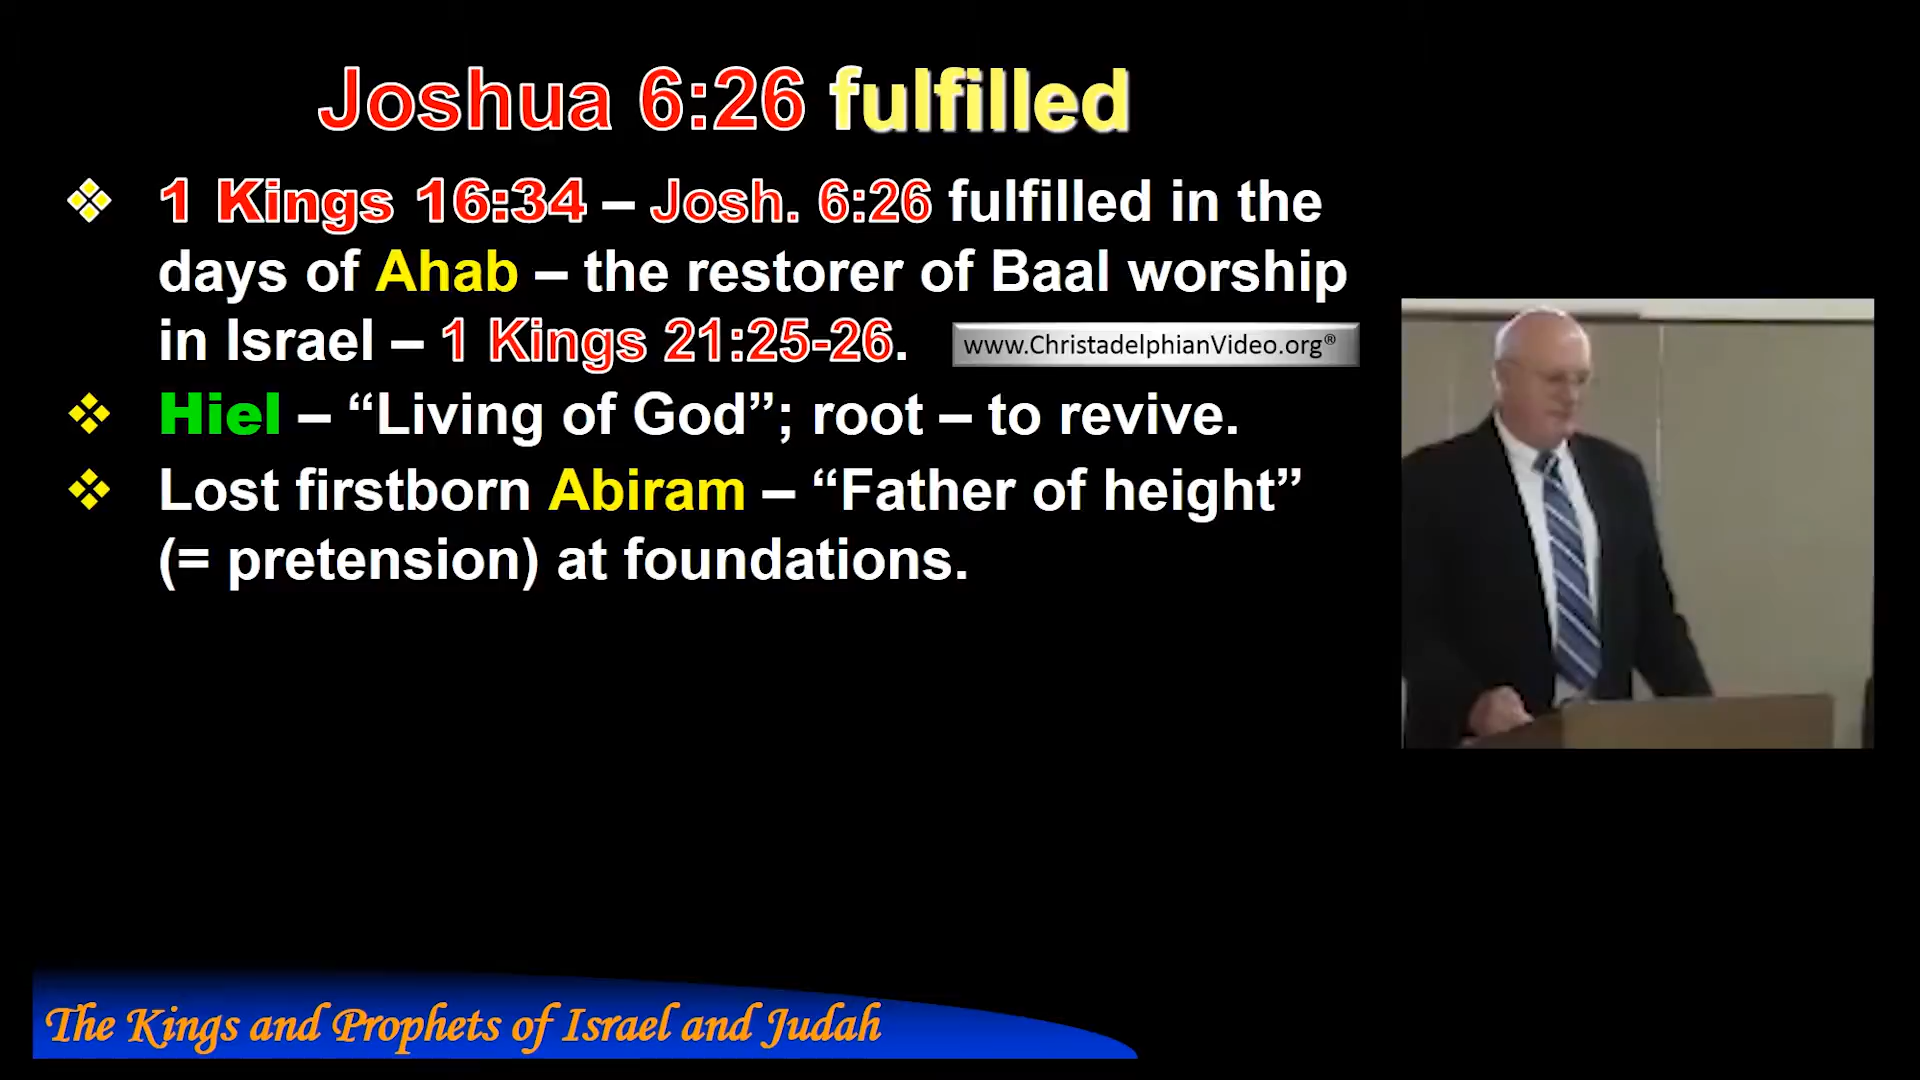 Joshua 6:26 fulfilled
1 Kings 16:34 – Josh. 6:26 fulfilled in the
days of Ahab – the restorer of Baal worship
in Israel – 1 Kings 21:25-26.
www.ChristadelphianVideo.org®
Hiel – “Living of God”; root – to revive.
Lost firstborn Abiram – “Father of height”
(= pretension) at foundations.
The Kings and Prophets of Israel and Judah